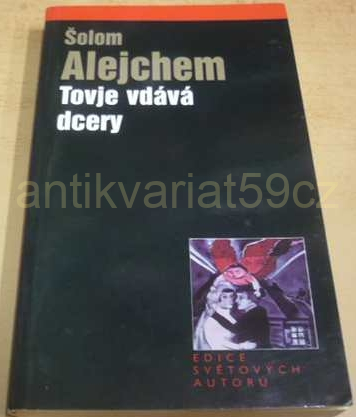 Šolom
Alejchem
Tovje vdává
dcery
antikvariat59cz
EDICE
SVĚTOVÝCH
AUTORŮ